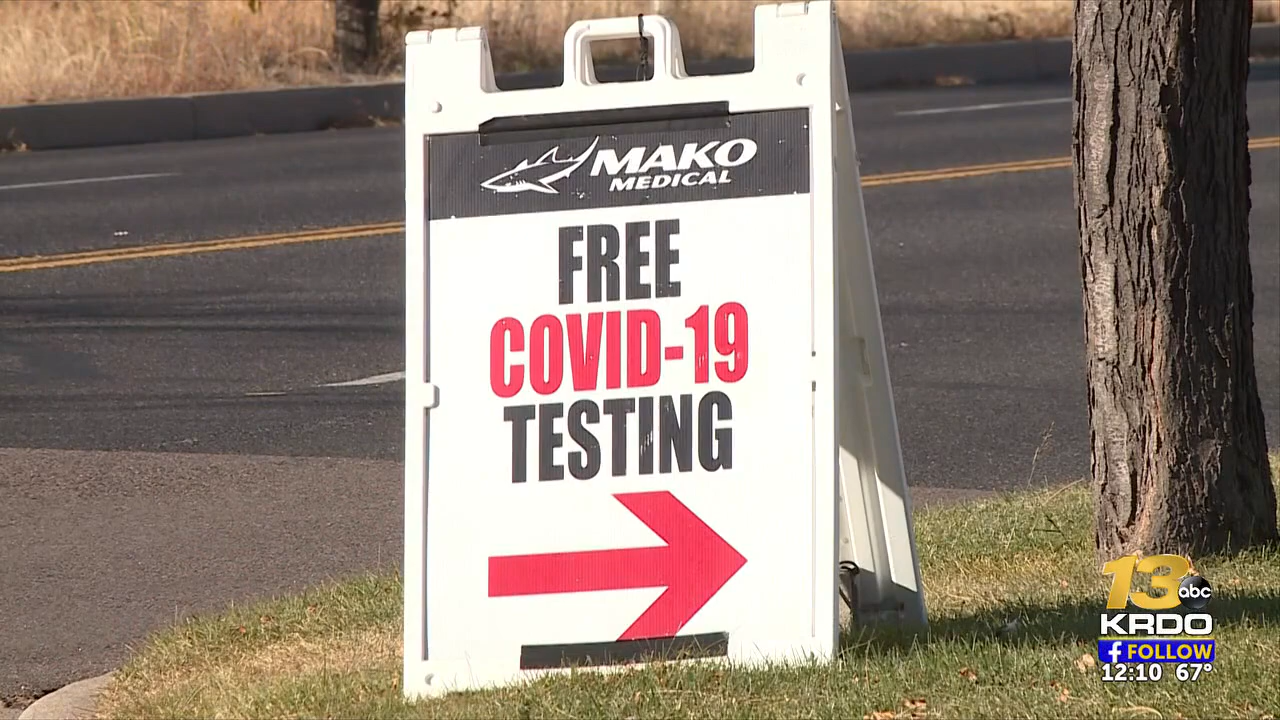 MAKO
MEDICAL
FREE
COVID-19
TESTING
13 abc
KRDO
f FOLLOW
12:10 67°